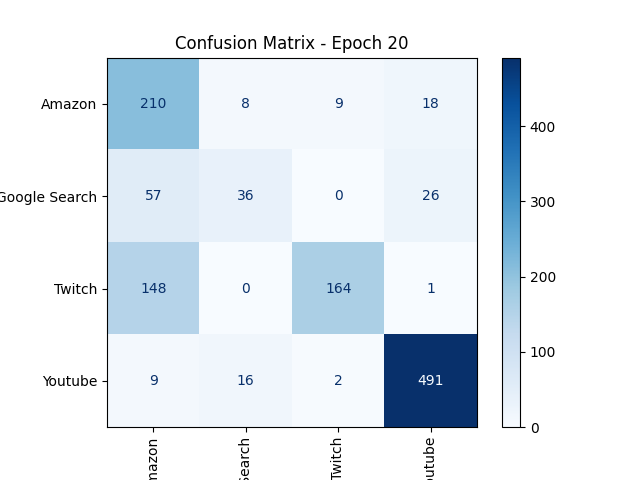 Confusion Matrix - Epoch 20
Amazon 210 8 9 18
Google Search 57 36 0 26
Twitch 148 0 164 1
Youtube 9 16 2 491
400
300
200
100
0
mazon
Search
Twitch
outube